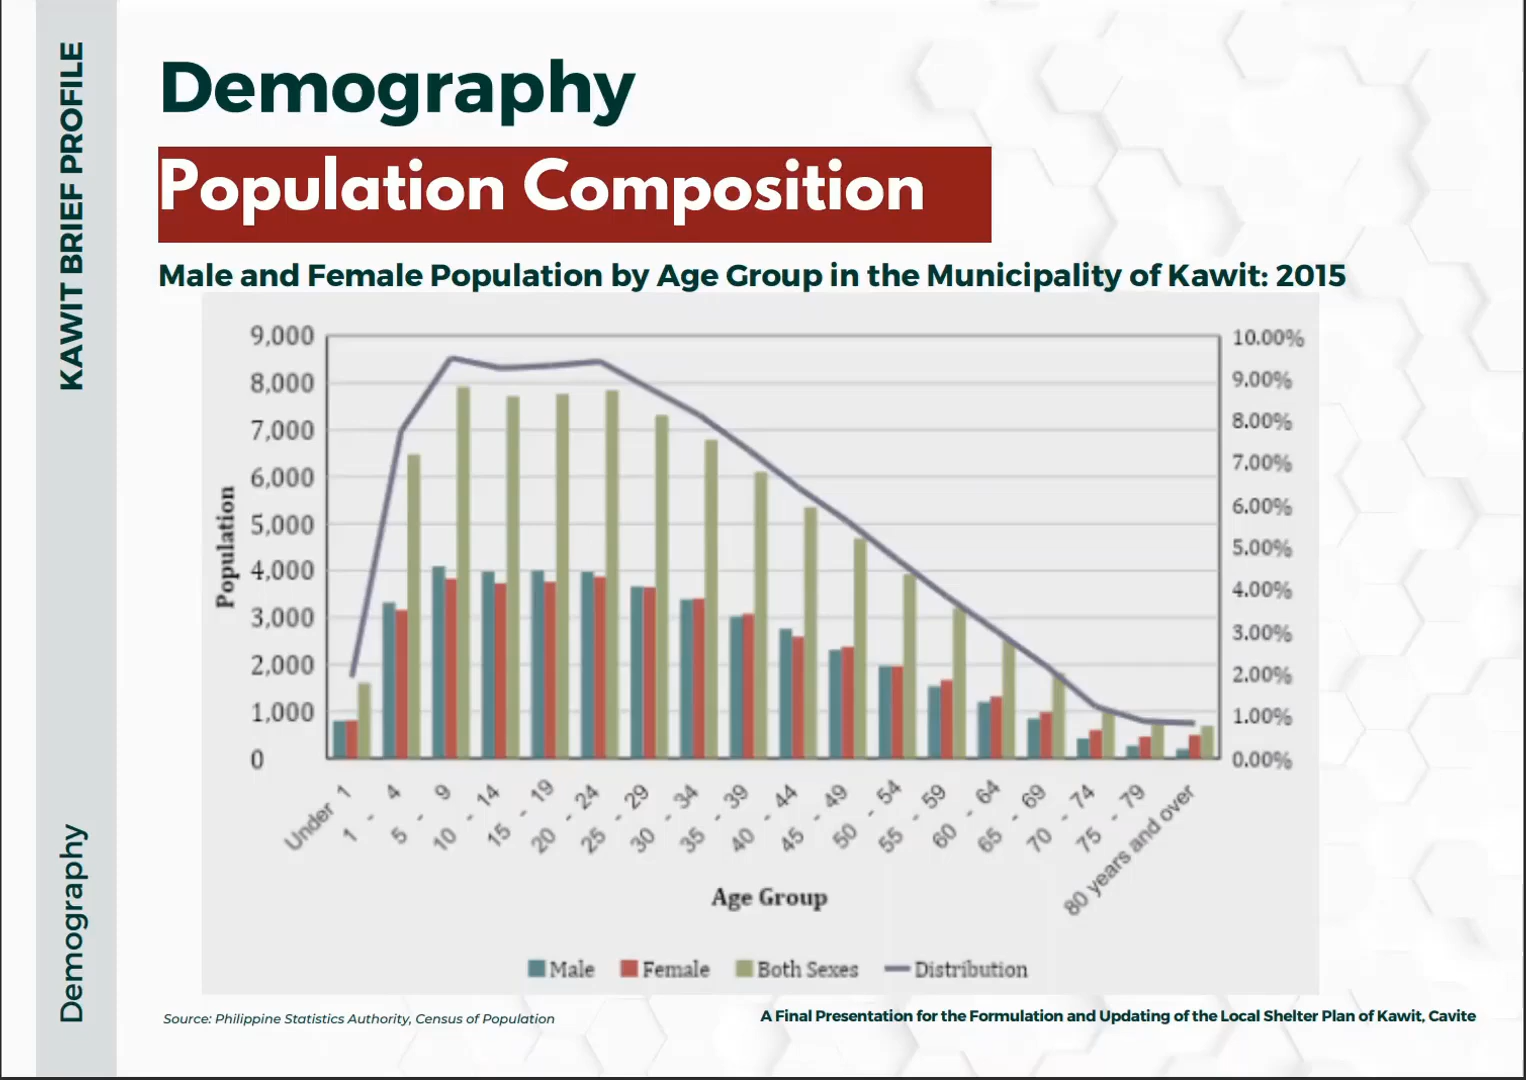 KAWIT BRIEF PROFILE
Demography
Demography
Population Composition
Male and Female Population by Age Group in the Municipality of Kawit: 2015
9,000
8,000
7,000
6,000
5,000
4,000
3,000
2,000
1,000
0
Population
10.00%
9.00%
8.00%
7.00%
6.00%
5.00%
4.00%
3.00%
2.00%
1.00%
0.00%
Under 1
1 - 4
5 - 9
10 - 14
15 - 19
20 - 24
25 - 29
30 - 34
35 - 39
40 - 44
45 - 49
50 - 54
55 - 59
60 - 64
65 - 69
70 - 74
75 - 79
80 years and over
Age Group
Male Female Both Sexes Distribution
Source: Philippine Statistics Authority, Census of Population
A Final Presentation for the Formulation and Updating of the Local Shelter Plan of Kawit, Cavite